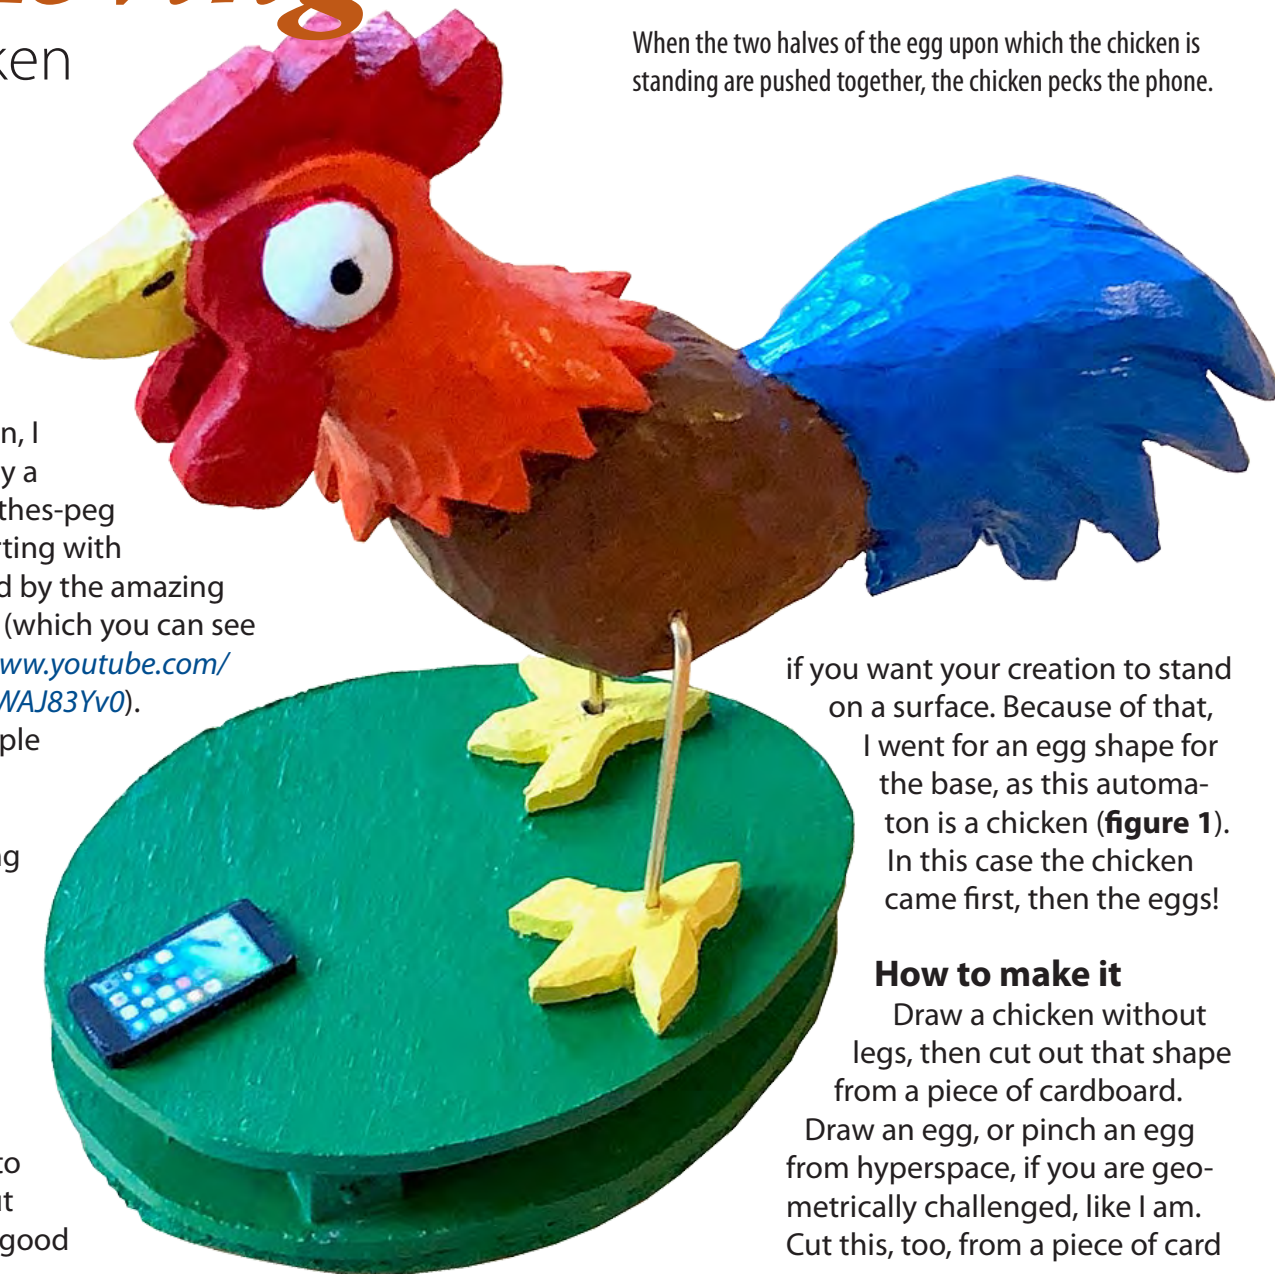 ken
When the two halves of the egg upon which the chicken is
standing are pushed together, the chicken pecks the phone.
n, I
y a
thes-peg
rting with
d by the amazing
(which you can see
ww.youtube.com/
WAJ83Yv0).
ple
g
to
t
good
if you want your creation to stand
on a surface. Because of that,
I went for an egg shape for
the base, as this automa-
ton is a chicken (figure 1).
In this case the chicken
came first, then the eggs!
How to make it
Draw a chicken without
legs, then cut out that shape
from a piece of cardboard.
Draw an egg, or pinch an egg
from hyperspace, if you are geo-
metrically challenged, like I am.
Cut this, too, from a piece of card